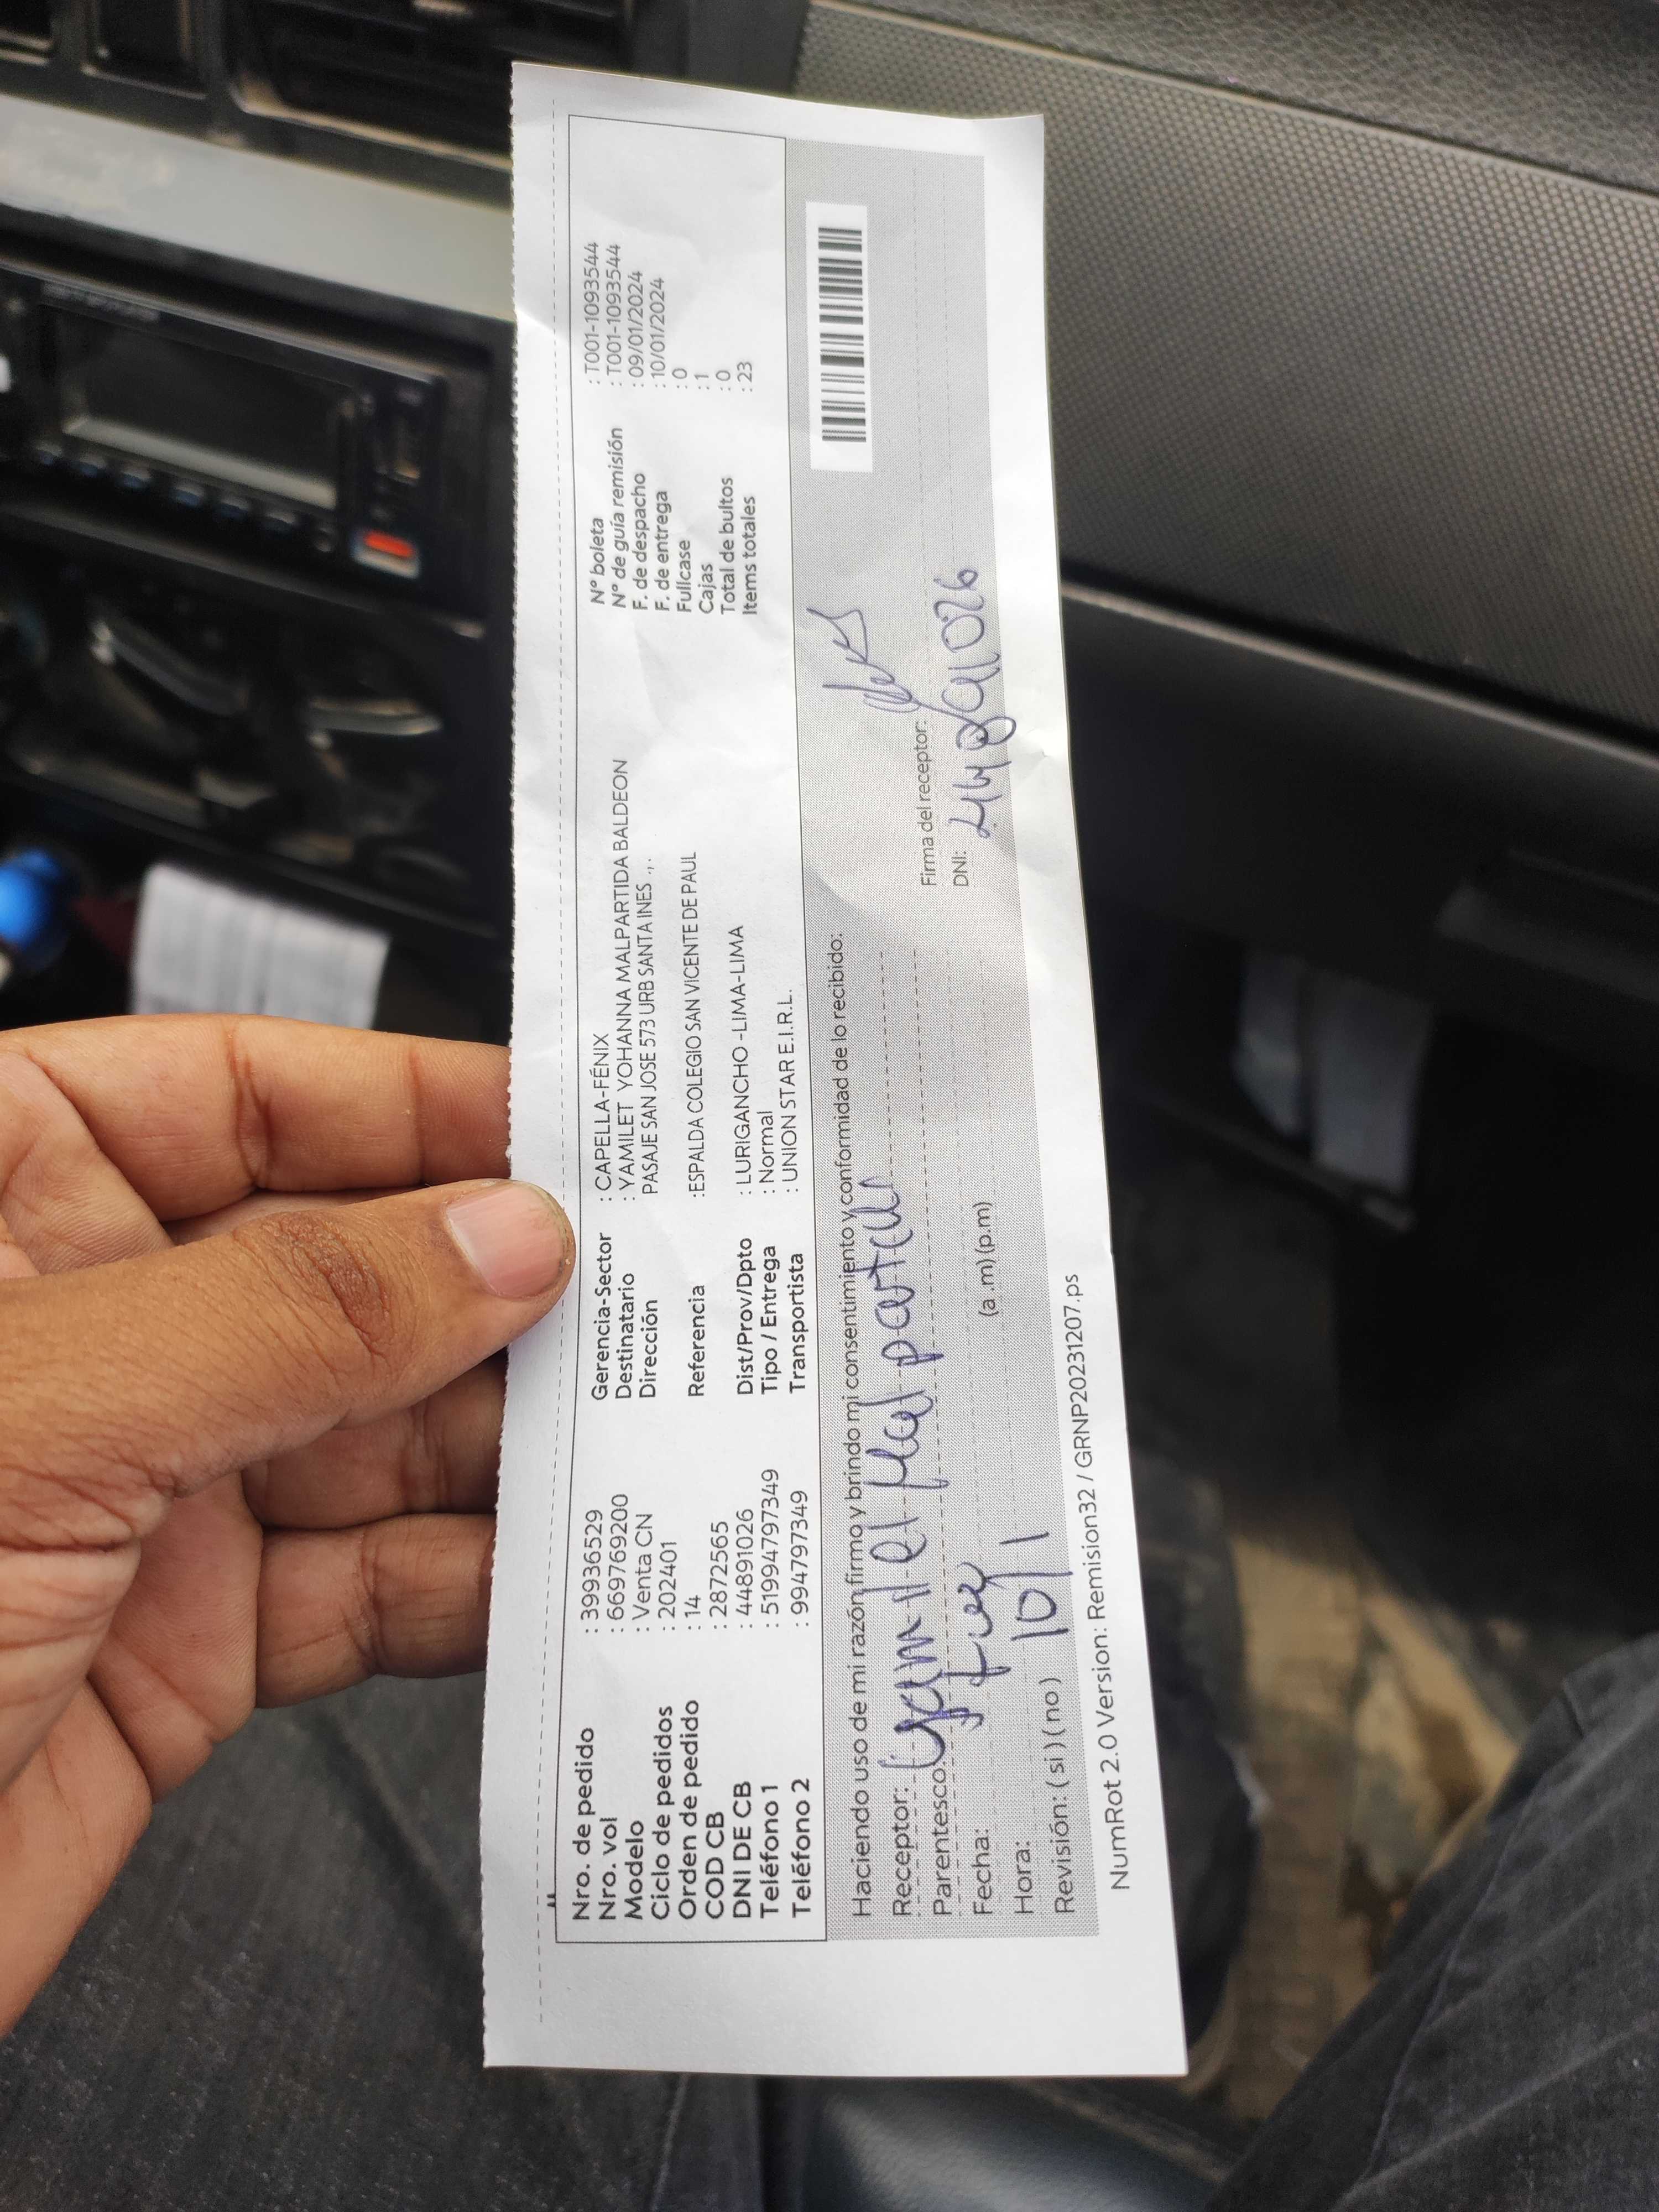 Nro. de pedido : 39936529 Gerencia-Sector : CAPELLA-FÉNIX N° boleta : T001-1093544
Nro. vol : 669769200 Destinatario : YAMILET YOHANNA MALPARTIDA BALDEON N° de guía remisión : T001-1093544
Modelo : Venta CN Dirección PASAJE SAN JOSE 573 URB SANTA INES .,. F. de despacho : 09/01/2024
Ciclo de pedidos : 202401 F. de entrega : 10/01/2024
Orden de pedido : 14 Referencia :ESPALDA COLEGIO SAN VICENTE DE PAUL Fullcase : 0
COD CB : 2872565 Cajas : 1
DNI DE CB : 44891026 Dist/Prov/Dpto : LURIGANCHO -LIMA-LIMA Total de bultos : 0
Teléfono 1 : 51994797349 Tipo / Entrega : Normal Items totales : 23
Teléfono 2 : 994797349 Transportista : UNION STAR E.I.R.L.
Haciendo uso de mi razón, firmo y brindo mi consentimiento y conformidad de lo recibido:
Receptor: Yamilet Malpartida
Parentesco:
Fecha: Firma del receptor:
Hora: (a .m) (p.m) DNI: 44891026
Revisión: ( si ) ( no )
NumRot 2.0 Version: Remision32 / GRNP20231207.ps